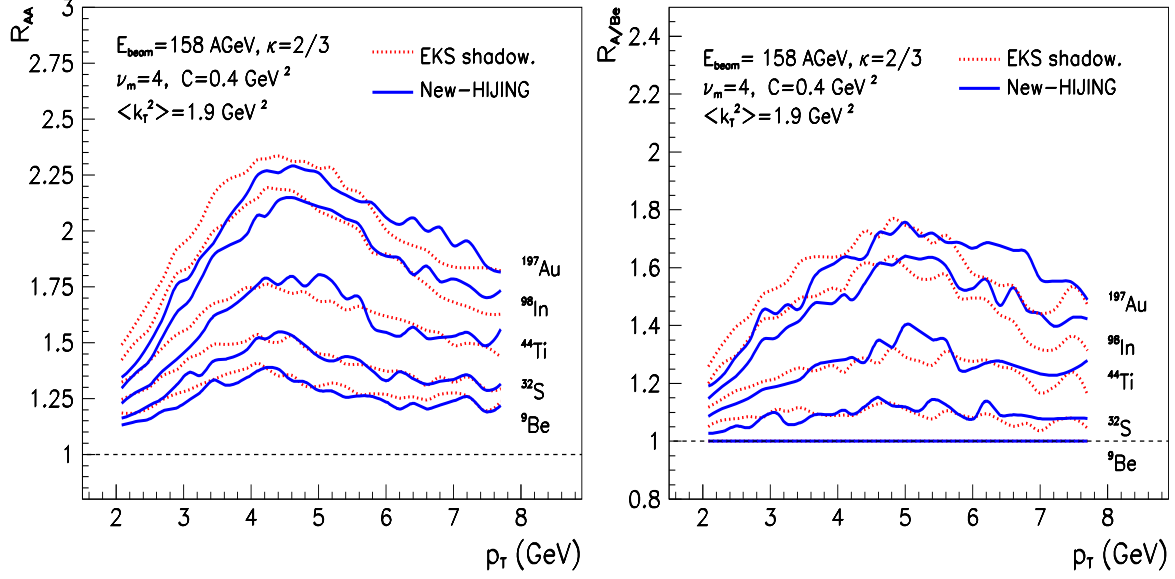 R_AA
3
2.75
2.5
2.25
2
1.75
1.5
1.25
1
E_beam=158 AGeV, κ=2/3
ν_m=4, C=0.4 GeV²
<k_T²>=1.9 GeV²
EKS shadow.
New-HIJING
¹⁹⁷Au
⁹⁸In
⁴⁴Ti
³²S
⁹Be
2 3 4 5 6 7 8
p_T (GeV)
R_A/Be
2.4
2.2
2
1.8
1.6
1.4
1.2
1
0.8
E_beam= 158 AGeV, κ=2/3
ν_m=4, C=0.4 GeV²
<k_T²>=1.9 GeV²
EKS shadow.
New-HIJING
¹⁹⁷Au
⁹⁸In
⁴⁴Ti
³²S
⁹Be
2 3 4 5 6 7 8
p_T (GeV)